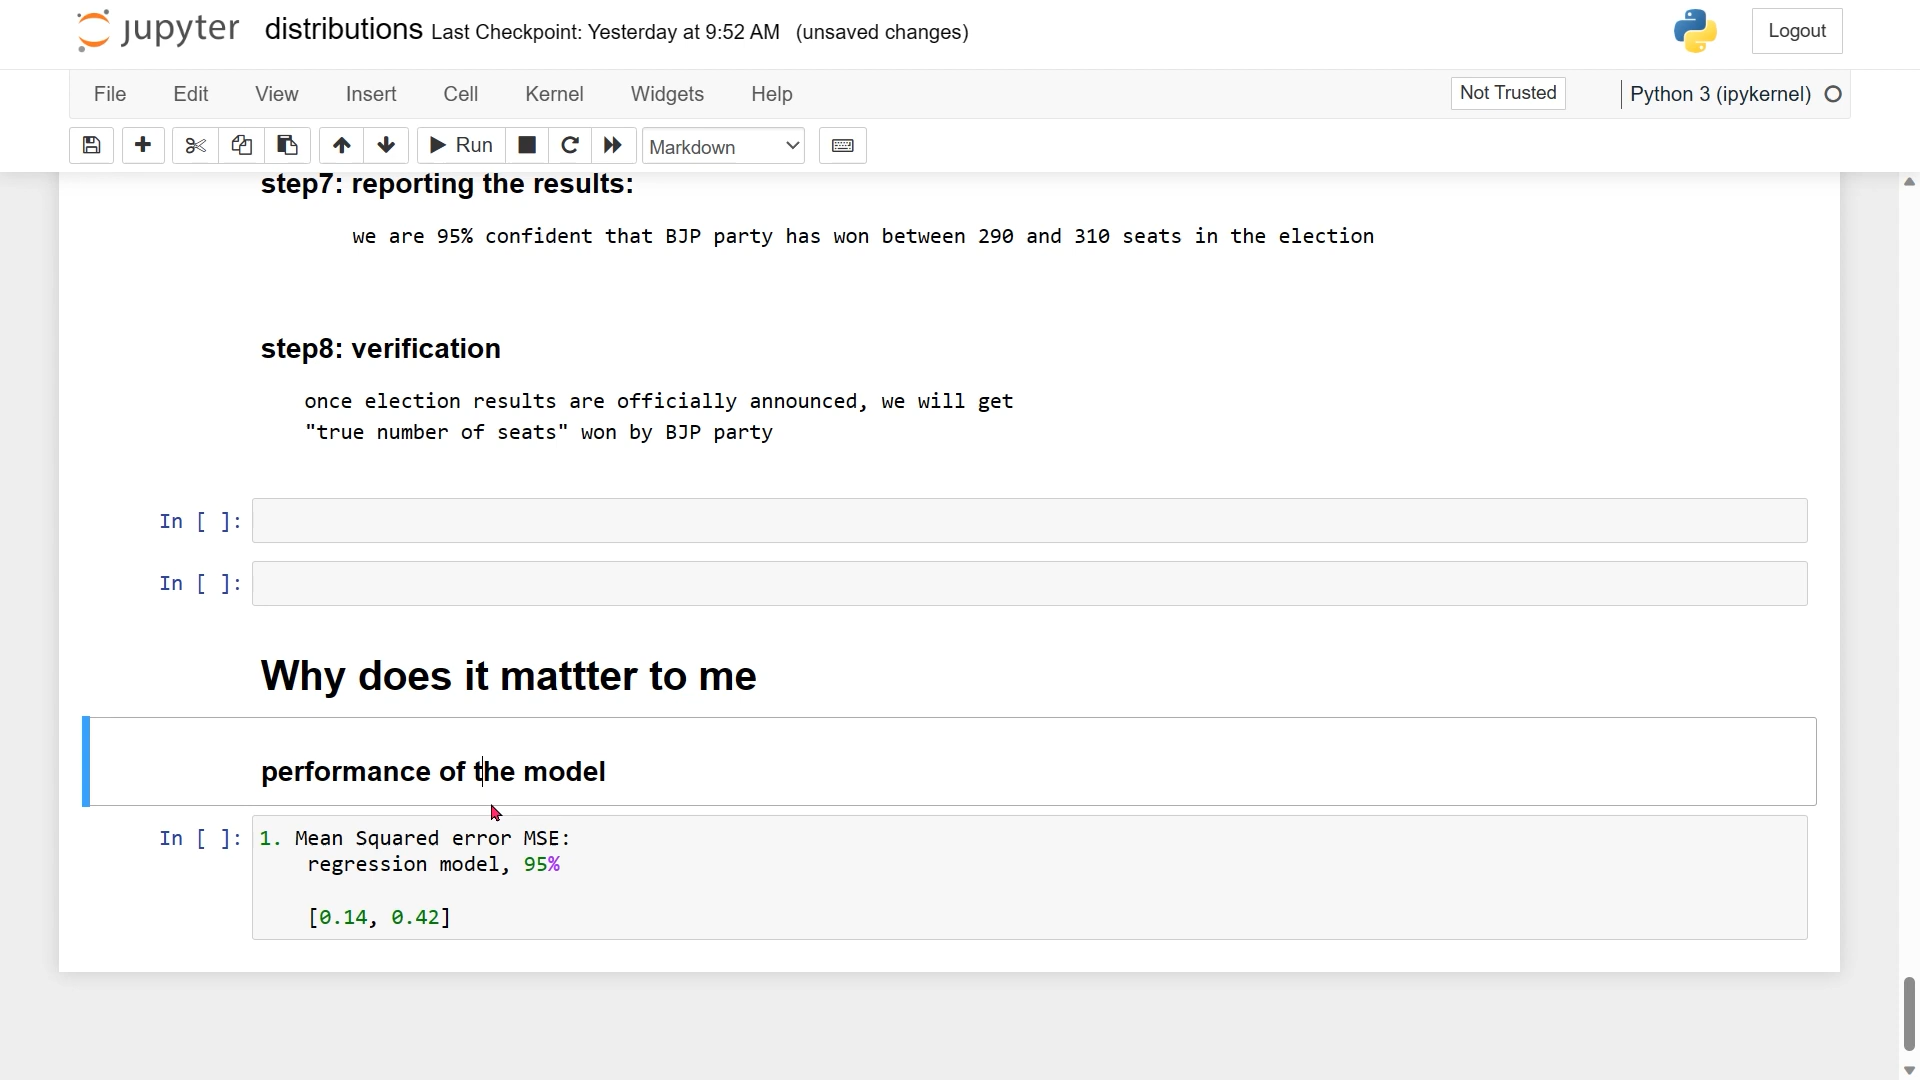 jupyter distributions Last Checkpoint: Yesterday at 9:52 AM (unsaved changes) Logout
File Edit View Insert Cell Kernel Widgets Help Not Trusted Python 3 (ipykernel)
Run Markdown
step7: reporting the results:
we are 95% confident that BJP party has won between 290 and 310 seats in the election
step8: verification
once election results are officially announced, we will get
"true number of seats" won by BJP party
In [ ]:
In [ ]:
Why does it mattter to me
performance of the model
In [ ]: 1. Mean Squared error MSE:
regression model, 95%
[0.14, 0.42]